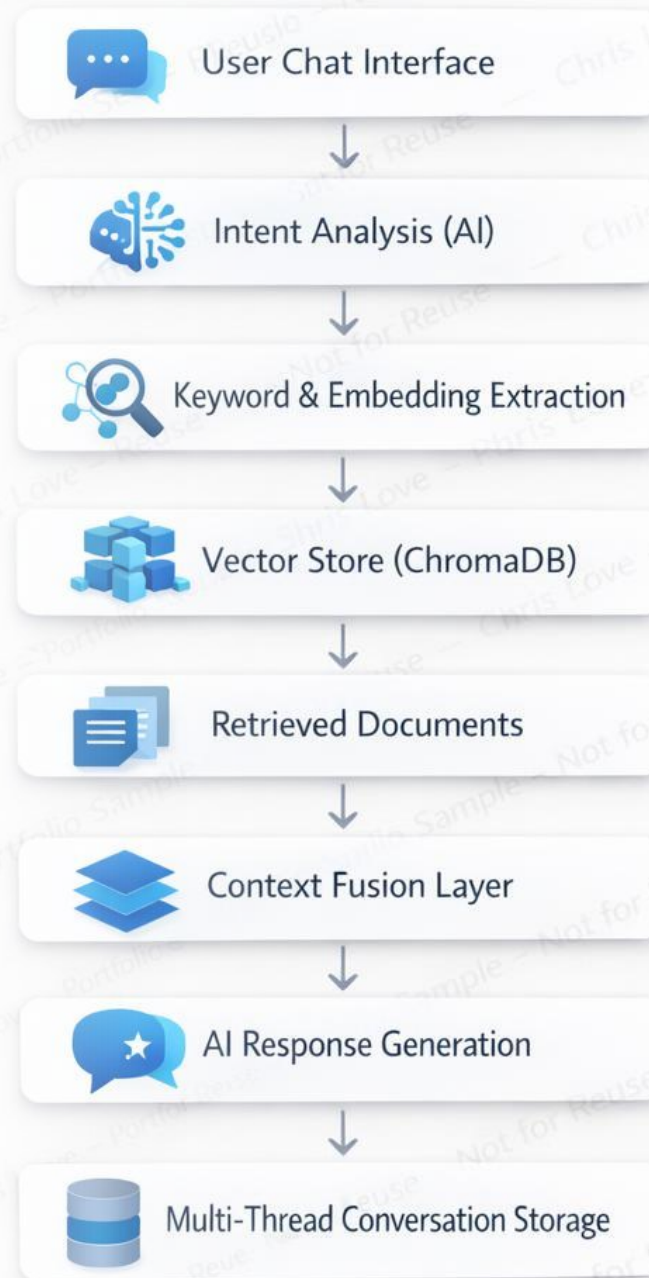 User Chat Interface
Intent Analysis (AI)
Keyword & Embedding Extraction
Vector Store (ChromaDB)
Retrieved Documents
Context Fusion Layer
AI Response Generation
Multi-Thread Conversation Storage